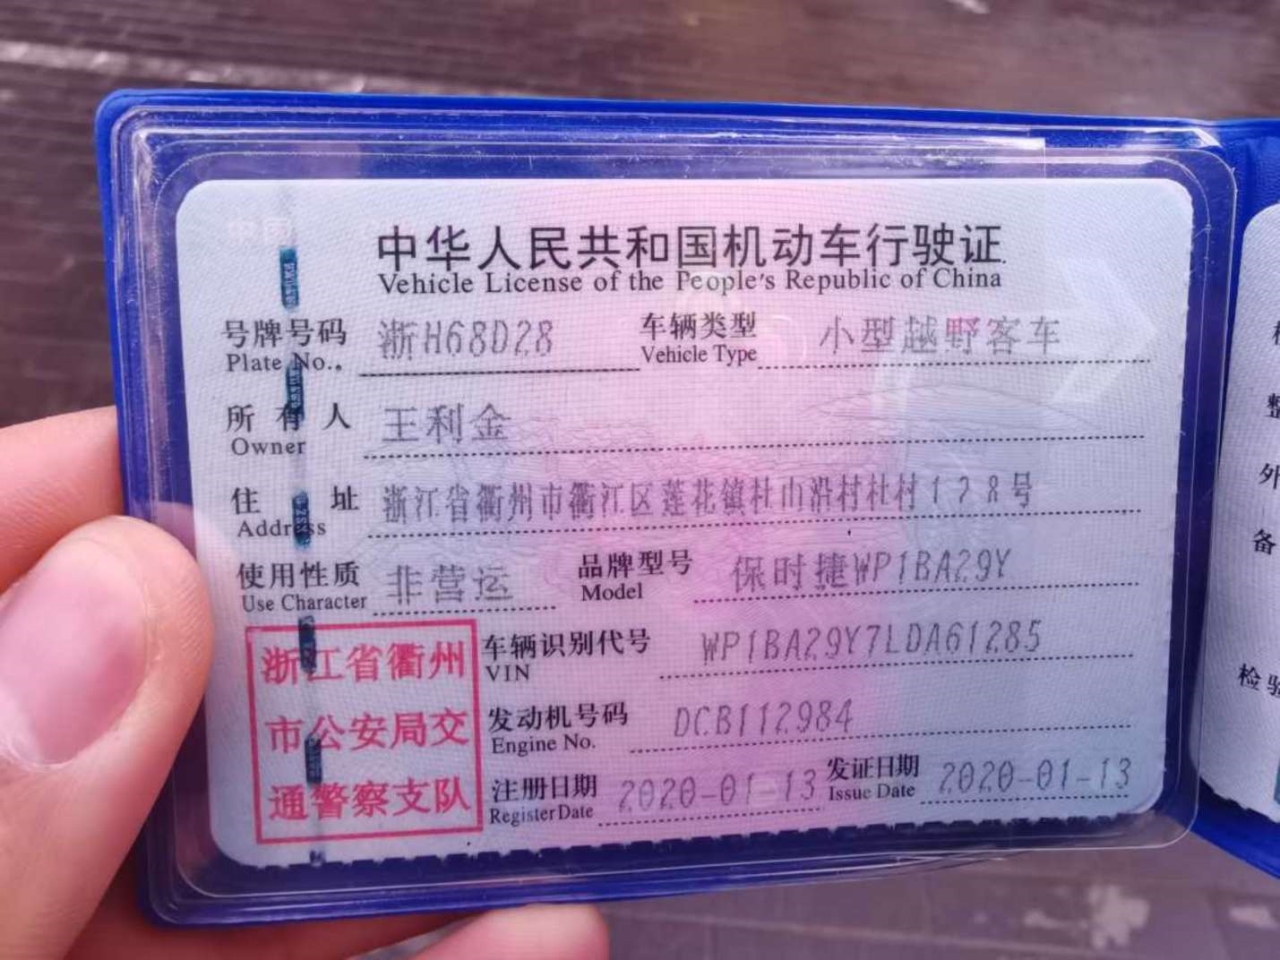 中华人民共和国机动车行驶证
Vehicle License of the People's Republic of China
号牌号码 浙H68D28 车辆类型 小型越野客车
Plate No. Vehicle Type
所有人 王利金
Owner
住址 浙江省衢州市衢江区莲花镇杜山沿村杜村128号
Address
使用性质 非营运 品牌型号 保时捷WP1BA29Y
Use Character Model
浙江省衢州
市公安局交
通警察支队
车辆识别代号 WP1BA29Y7LDA61285
VIN
发动机号码 DCB112984
Engine No.
注册日期 2020-01-13 发证日期 2020-01-13
Register Date Issue Date
整
外
备
检验